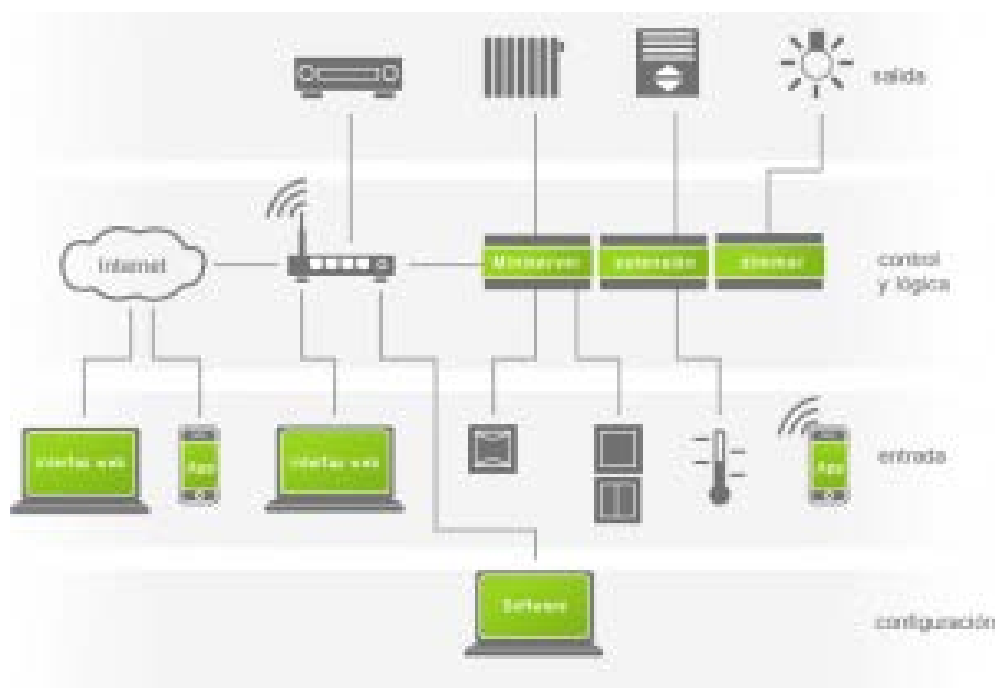 salida
Internet
Miniserver
extensión
dimmer
control
y lógica
interfaz web
App
interfaz web
App
entrada
Software
configuración